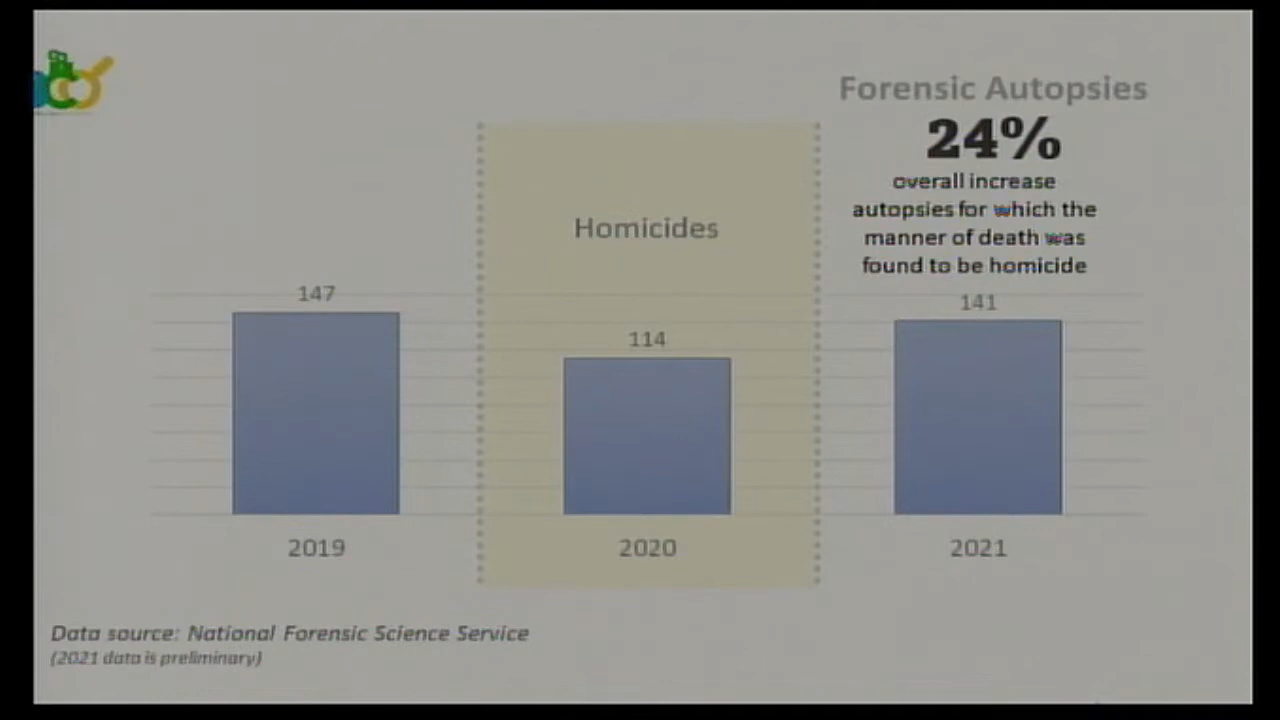 Forensic Autopsies
24%
overall increase
autopsies for which the
manner of death was
found to be homicide
Homicides
147
114
141
2019
2020
2021
Data source: National Forensic Science Service
(2021 data is preliminary)